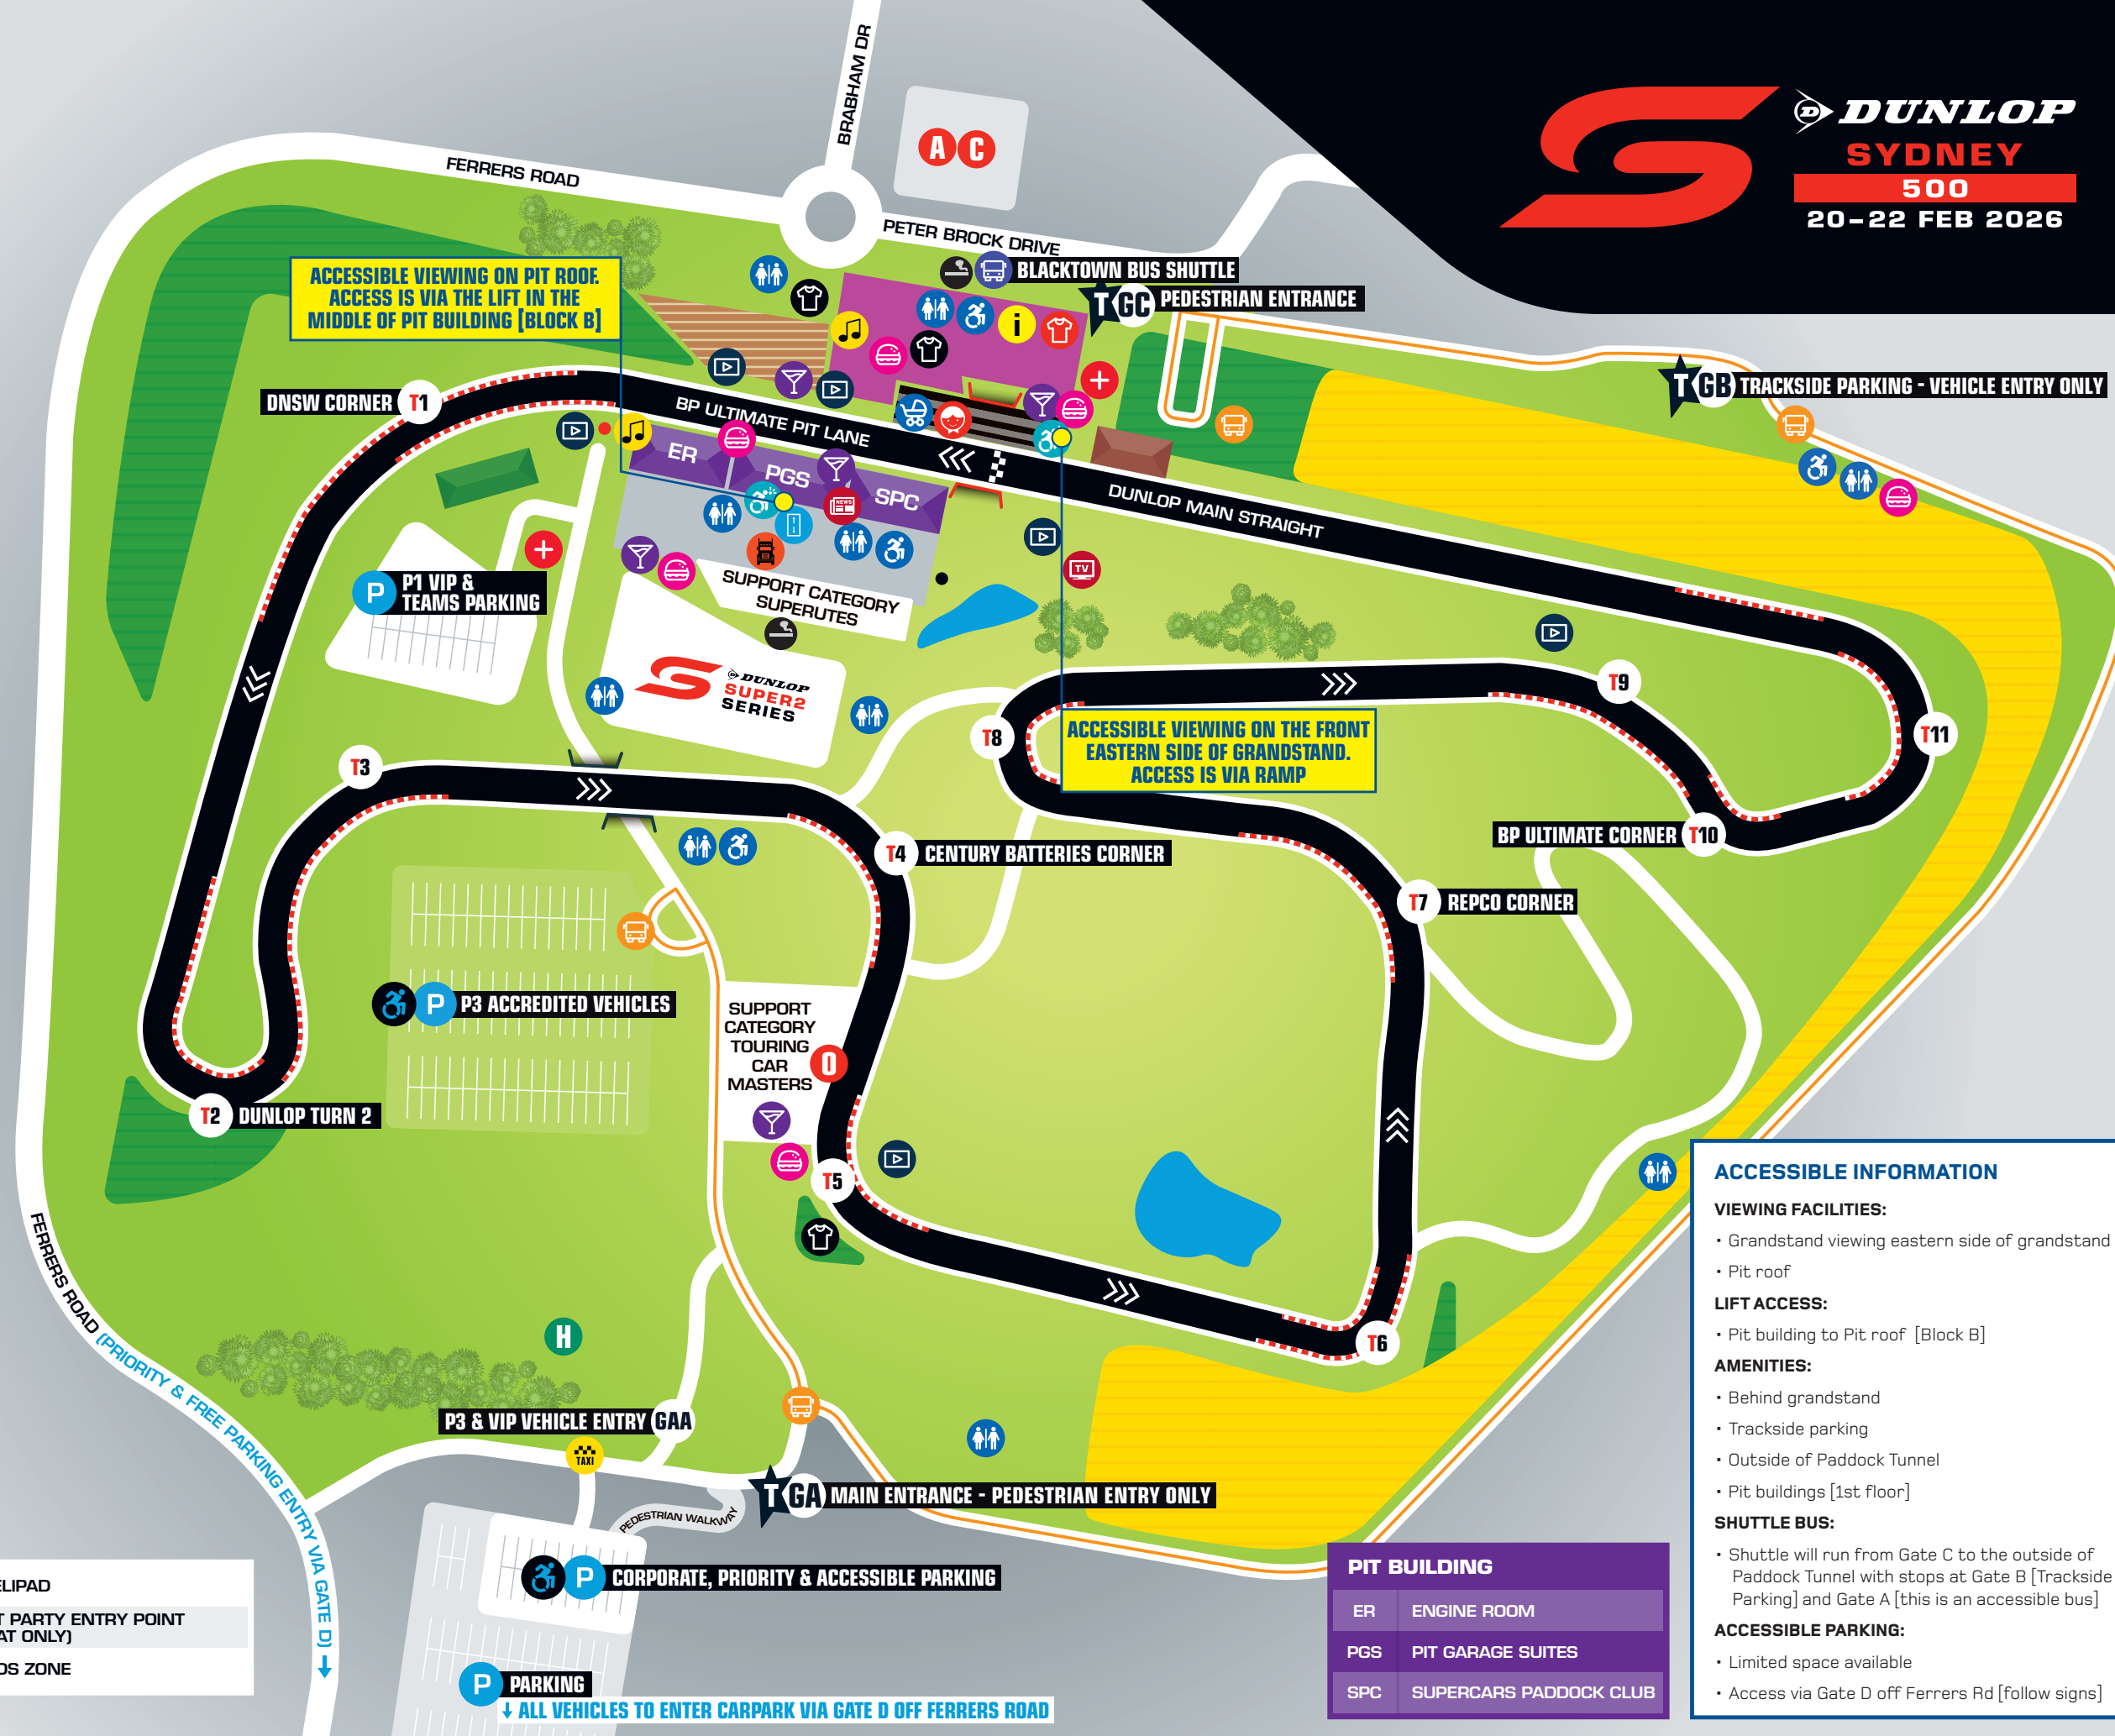 DUNLOP
SYDNEY
500
20–22 FEB 2026
BRABHAM DR
A
C
FERRERS ROAD
PETER BROCK DRIVE
BLACKTOWN BUS SHUTTLE
T GC PEDESTRIAN ENTRANCE
ACCESSIBLE VIEWING ON PIT ROOF.
ACCESS IS VIA THE LIFT IN THE
MIDDLE OF PIT BUILDING [BLOCK B]
i
T GB TRACKSIDE PARKING - VEHICLE ENTRY ONLY
DNSW CORNER T1
BP ULTIMATE PIT LANE
ER
PGS
SPC
NEWS
DUNLOP MAIN STRAIGHT
TV
P P1 VIP &
TEAMS PARKING
SUPPORT CATEGORY
SUPERUTES
DUNLOP
SUPER2
SERIES
T9
T8
T11
ACCESSIBLE VIEWING ON THE FRONT
EASTERN SIDE OF GRANDSTAND.
ACCESS IS VIA RAMP
T3
BP ULTIMATE CORNER T10
T4 CENTURY BATTERIES CORNER
T7 REPCO CORNER
P P3 ACCREDITED VEHICLES
SUPPORT
CATEGORY
TOURING
CAR
MASTERS
O
T2 DUNLOP TURN 2
T5
T6
H
FERRERS ROAD (PRIORITY & FREE PARKING ENTRY VIA GATE D)
P3 & VIP VEHICLE ENTRY GAA
TAXI
T GA MAIN ENTRANCE - PEDESTRIAN ENTRY ONLY
PEDESTRIAN WALKWAY
P CORPORATE, PRIORITY & ACCESSIBLE PARKING
P PARKING
ALL VEHICLES TO ENTER CARPARK VIA GATE D OFF FERRERS ROAD
ELIPAD
T PARTY ENTRY POINT
AT ONLY)
DS ZONE
PIT BUILDING
ER ENGINE ROOM
PGS PIT GARAGE SUITES
SPC SUPERCARS PADDOCK CLUB
ACCESSIBLE INFORMATION
VIEWING FACILITIES:
• Grandstand viewing eastern side of grandstand
• Pit roof
LIFT ACCESS:
• Pit building to Pit roof [Block B]
AMENITIES:
• Behind grandstand
• Trackside parking
• Outside of Paddock Tunnel
• Pit buildings [1st floor]
SHUTTLE BUS:
• Shuttle will run from Gate C to the outside of
Paddock Tunnel with stops at Gate B [Trackside
Parking] and Gate A [this is an accessible bus]
ACCESSIBLE PARKING:
• Limited space available
• Access via Gate D off Ferrers Rd [follow signs]